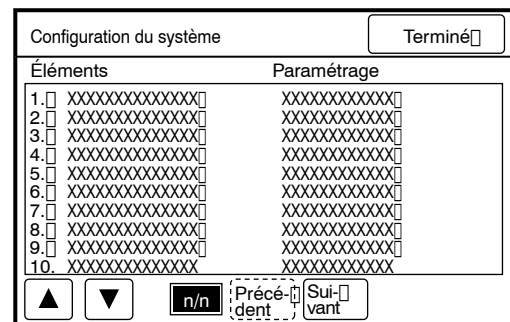 Configuration du système
Terminé
Éléments Paramétrage
1. XXXXXXXXXXXXXX XXXXXXXXXXXX
2. XXXXXXXXXXXXXX XXXXXXXXXXXX
3. XXXXXXXXXXXXXX XXXXXXXXXXXX
4. XXXXXXXXXXXXXX XXXXXXXXXXXX
5. XXXXXXXXXXXXXX XXXXXXXXXXXX
6. XXXXXXXXXXXXXX XXXXXXXXXXXX
7. XXXXXXXXXXXXXX XXXXXXXXXXXX
8. XXXXXXXXXXXXXX XXXXXXXXXXXX
9. XXXXXXXXXXXXXX XXXXXXXXXXXX
10. XXXXXXXXXXXXXX XXXXXXXXXXXX
n/n
Précé-
dent
Sui-
vant